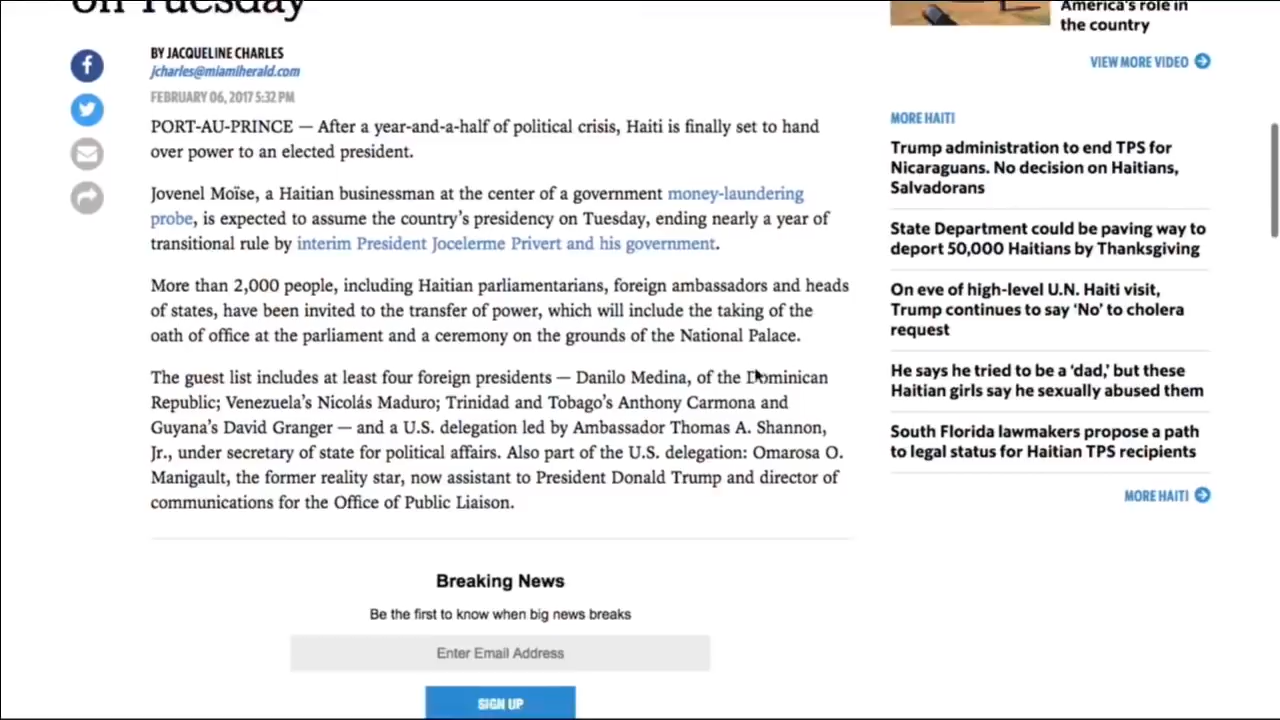 on Tuesday
BY JACQUELINE CHARLES
jcharles@miamiherald.com
FEBRUARY 06, 2017 5:32 PM
PORT-AU-PRINCE — After a year-and-a-half of political crisis, Haiti is finally set to hand
over power to an elected president.
Jovenel Moïse, a Haitian businessman at the center of a government money-laundering
probe, is expected to assume the country's presidency on Tuesday, ending nearly a year of
transitional rule by interim President Jocelerme Privert and his government.
More than 2,000 people, including Haitian parliamentarians, foreign ambassadors and heads
of states, have been invited to the transfer of power, which will include the taking of the
oath of office at the parliament and a ceremony on the grounds of the National Palace.
The guest list includes at least four foreign presidents — Danilo Medina, of the Dominican
Republic; Venezuela's Nicolás Maduro; Trinidad and Tobago's Anthony Carmona and
Guyana's David Granger — and a U.S. delegation led by Ambassador Thomas A. Shannon,
Jr., under secretary of state for political affairs. Also part of the U.S. delegation: Omarosa O.
Manigault, the former reality star, now assistant to President Donald Trump and director of
communications for the Office of Public Liaison.
Breaking News
Be the first to know when big news breaks
Enter Email Address
SIGN UP
America's role in
the country
VIEW MORE VIDEO
MORE HAITI
Trump administration to end TPS for
Nicaraguans. No decision on Haitians,
Salvadorans
State Department could be paving way to
deport 50,000 Haitians by Thanksgiving
On eve of high-level U.N. Haiti visit,
Trump continues to say 'No' to cholera
request
He says he tried to be a 'dad,' but these
Haitian girls say he sexually abused them
South Florida lawmakers propose a path
to legal status for Haitian TPS recipients
MORE HAITI